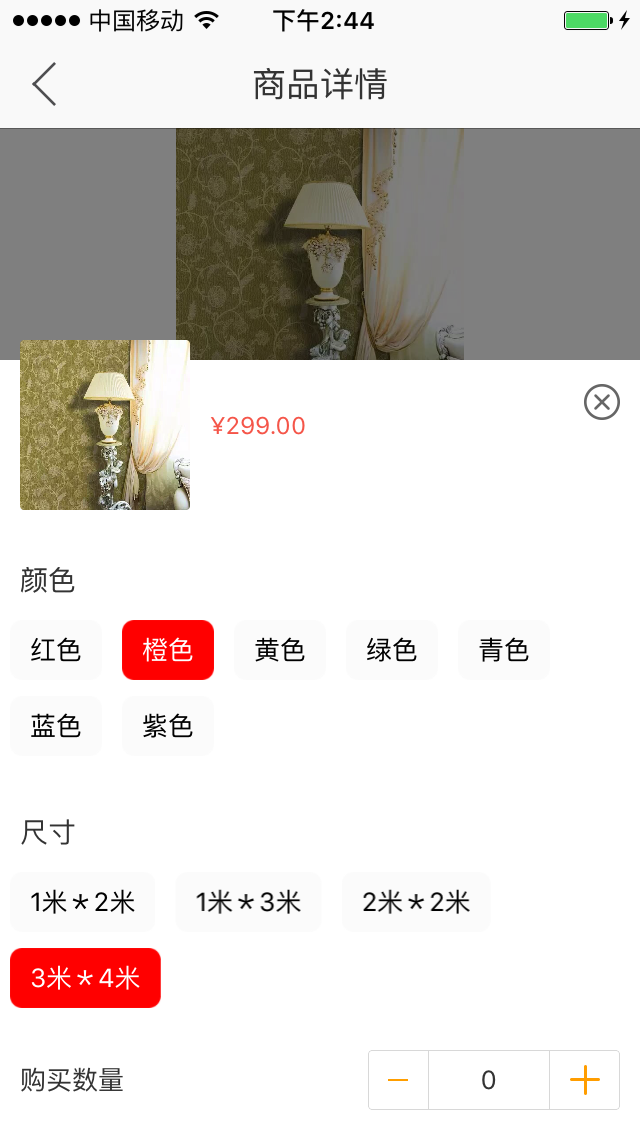 中国移动 下午2:44
商品详情
¥299.00
颜色
红色 橙色 黄色 绿色 青色
蓝色 紫色
尺寸
1米*2米 1米*3米 2米*2米
3米*4米
购买数量 0